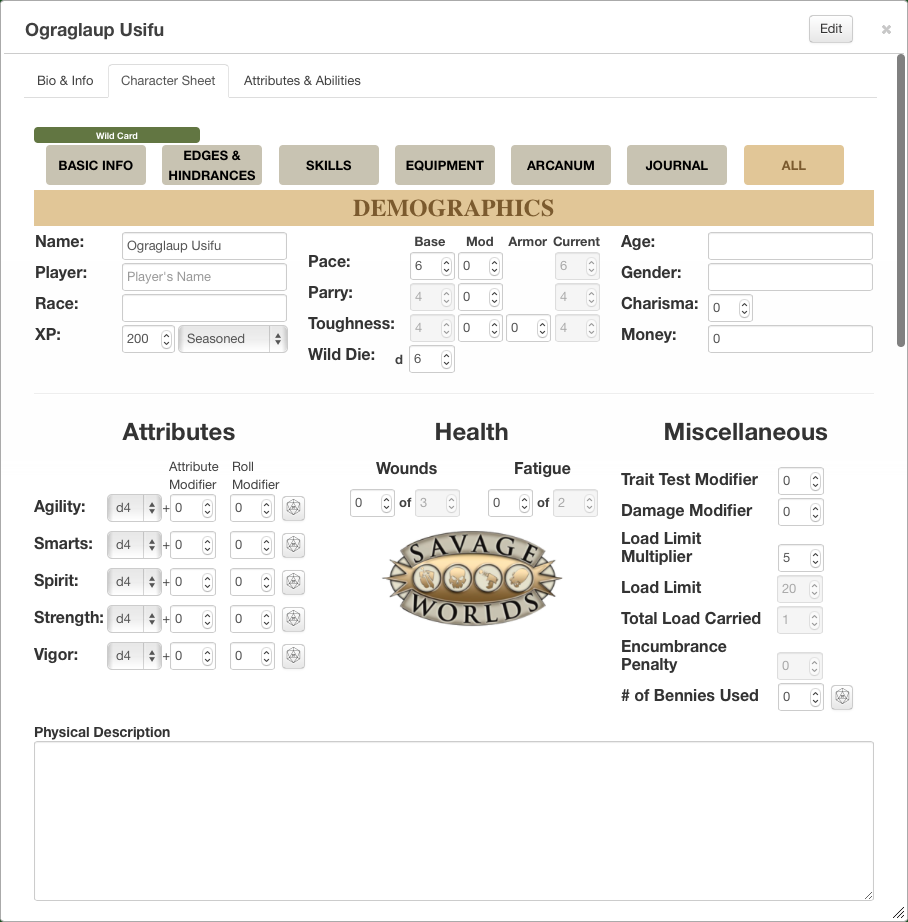 Ograglaup Usifu
Edit
×
Bio & Info Character Sheet Attributes & Abilities
Wild Card
BASIC INFO
EDGES &
HINDRANCES
SKILLS
EQUIPMENT
ARCANUM
JOURNAL
ALL
DEMOGRAPHICS
Name: Ograglaup Usifu
Player: Player's Name
Race:
XP: 200 Seasoned
Base Mod Armor Current
Pace: 6 0 6
Parry: 4 0 4
Toughness: 4 0 0 4
Wild Die: d 6
Age:
Gender:
Charisma: 0
Money: 0
Attributes
Attribute Roll
Modifier Modifier
Agility: d4 + 0 0
Smarts: d4 + 0 0
Spirit: d4 + 0 0
Strength: d4 + 0 0
Vigor: d4 + 0 0
Health
Wounds Fatigue
0 of 3 0 of 2
SAVAGE
WORLDS
Miscellaneous
Trait Test Modifier 0
Damage Modifier 0
Load Limit
Multiplier 5
Load Limit 20
Total Load Carried 1
Encumbrance
Penalty 0
# of Bennies Used 0
Physical Description